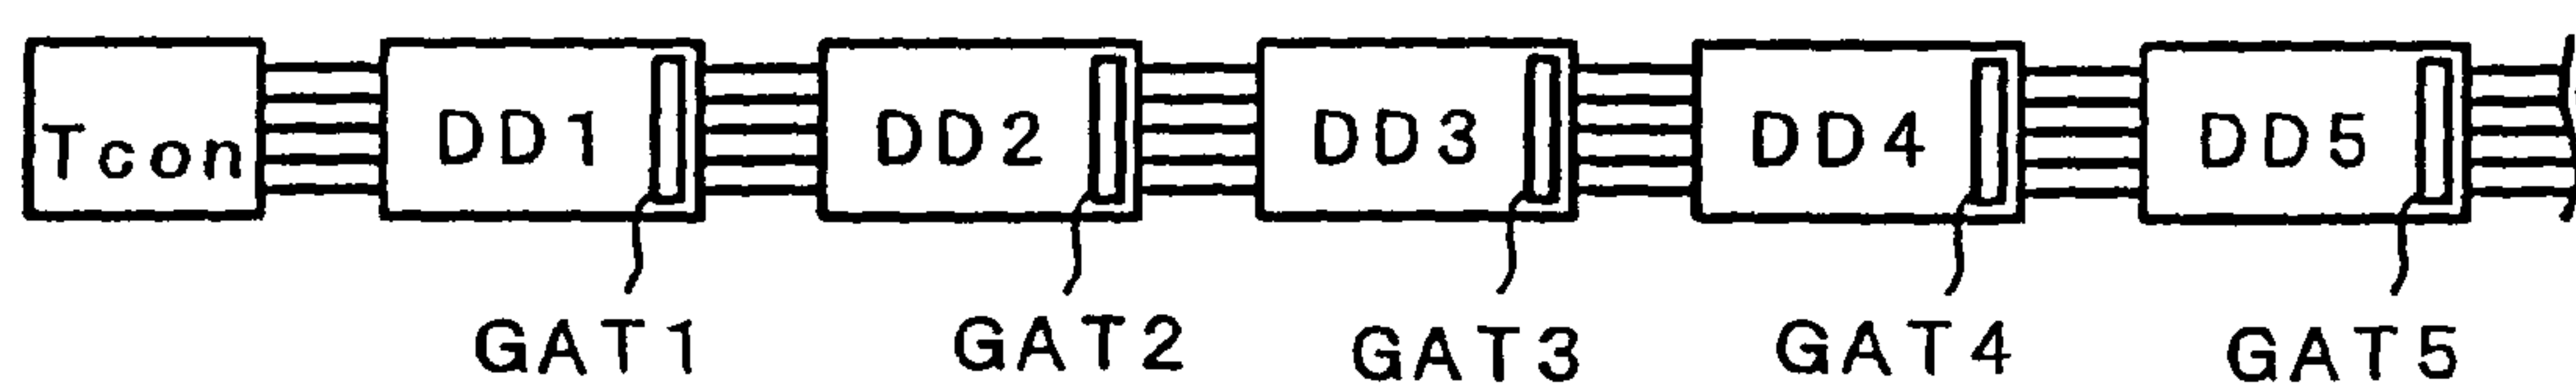 Tcon DD1 DD2 DD3 DD4 DD5
GAT1 GAT2 GAT3 GAT4 GAT5